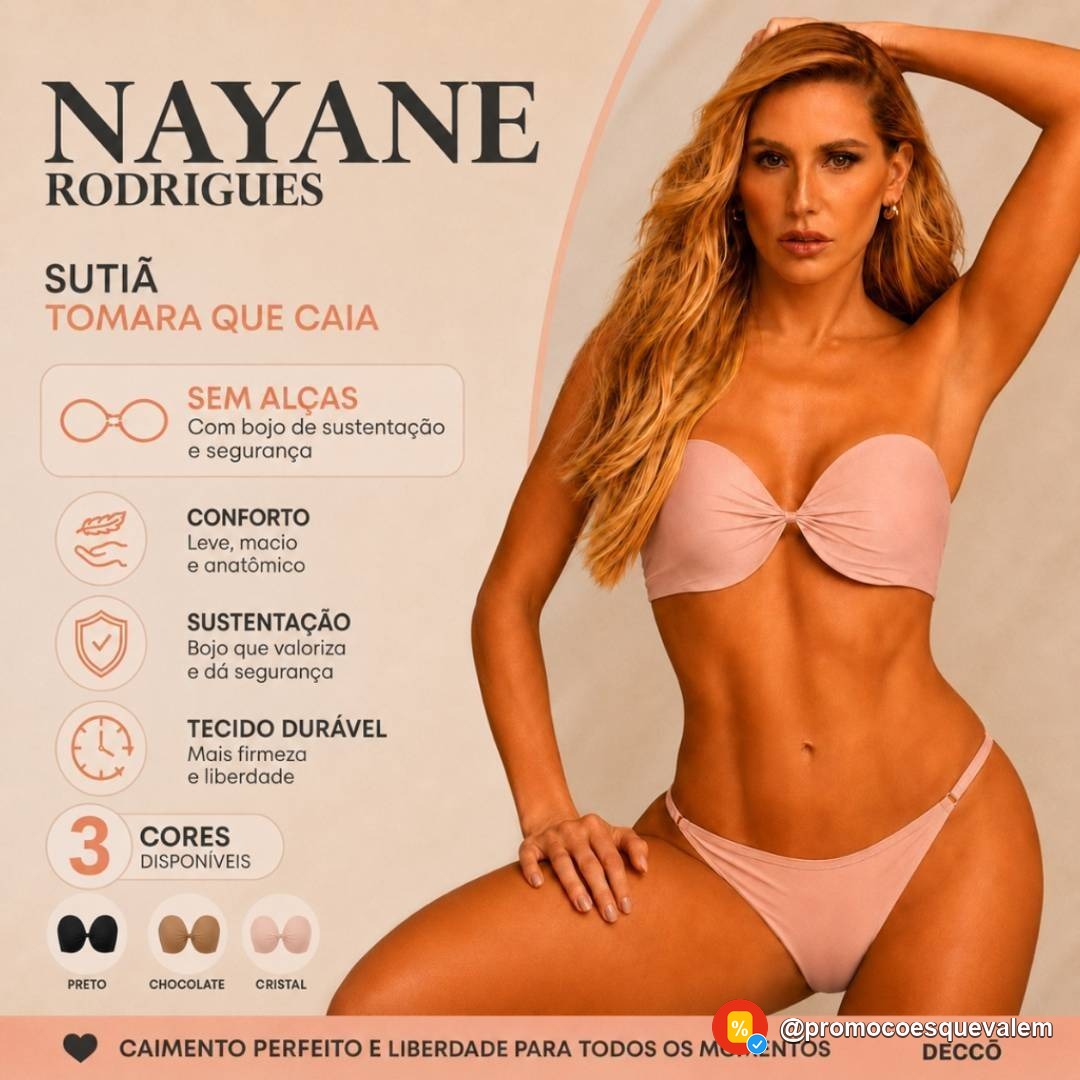 NAYANE
RODRIGUES
SUTIÃ
TOMARA QUE CAIA
SEM ALÇAS
Com bojo de sustentação
e segurança
CONFORTO
Leve, macio
e anatômico
SUSTENTAÇÃO
Bojo que valoriza
e dá segurança
TECIDO DURÁVEL
Mais firmeza
e liberdade
3
CORES
DISPONÍVEIS
PRETO
CHOCOLATE
CRISTAL
CAIMENTO PERFEITO E LIBERDADE PARA TODOS OS MOMENTOS
%
@promocoesquevalem
DECCÔ